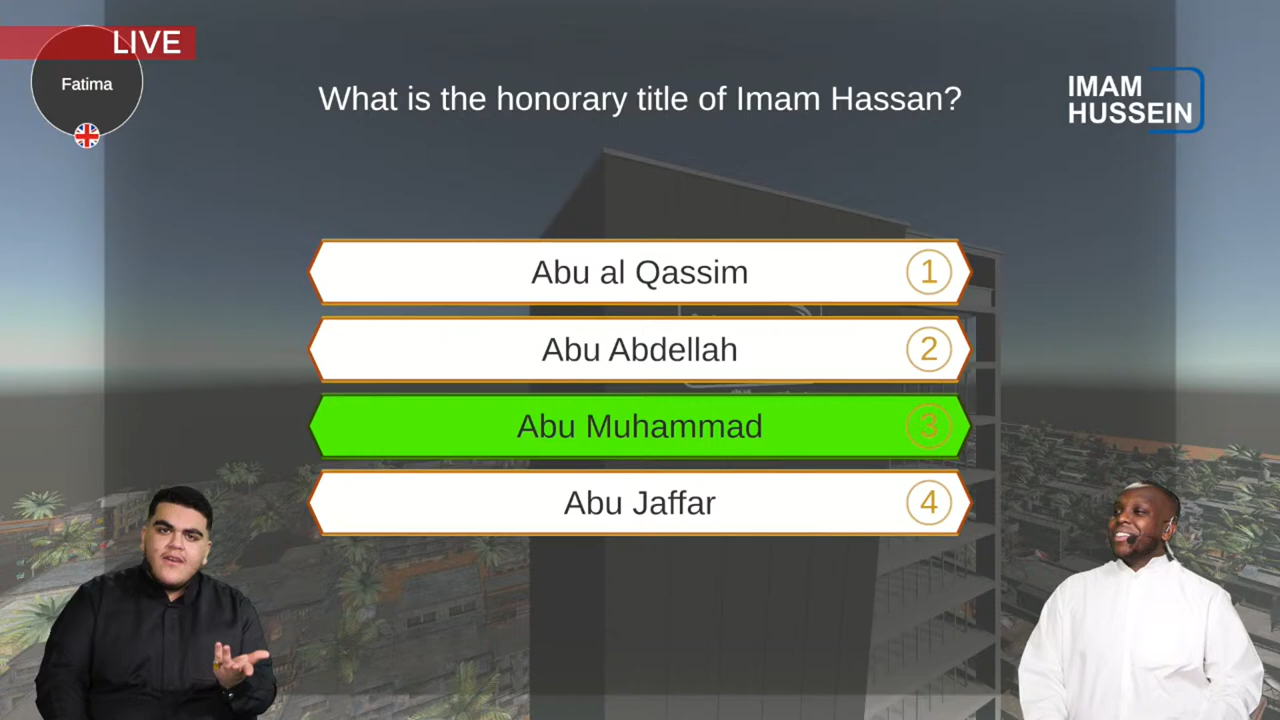 LIVE
Fatima
What is the honorary title of Imam Hassan?
IMAM
HUSSEIN
Abu al Qassim 1
Abu Abdellah 2
Abu Muhammad 3
Abu Jaffar 4